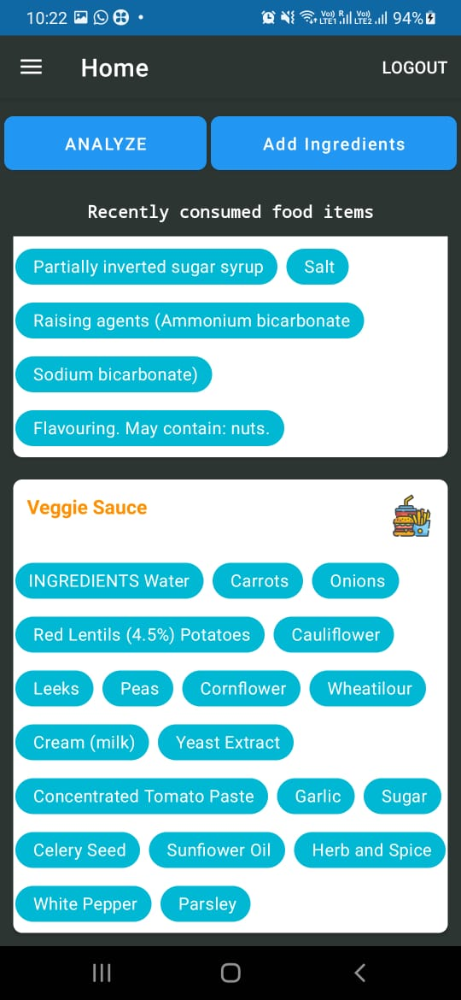 10:22 Vo) R Vo) 94%
LTE1 LTE2
Home LOGOUT
ANALYZE Add Ingredients
Recently consumed food items
Partially inverted sugar syrup Salt
Raising agents (Ammonium bicarbonate
Sodium bicarbonate)
Flavouring. May contain: nuts.
Veggie Sauce
INGREDIENTS Water Carrots Onions
Red Lentils (4.5%) Potatoes Cauliflower
Leeks Peas Cornflower Wheatilour
Cream (milk) Yeast Extract
Concentrated Tomato Paste Garlic Sugar
Celery Seed Sunfiower Oil Herb and Spice
White Pepper Parsley